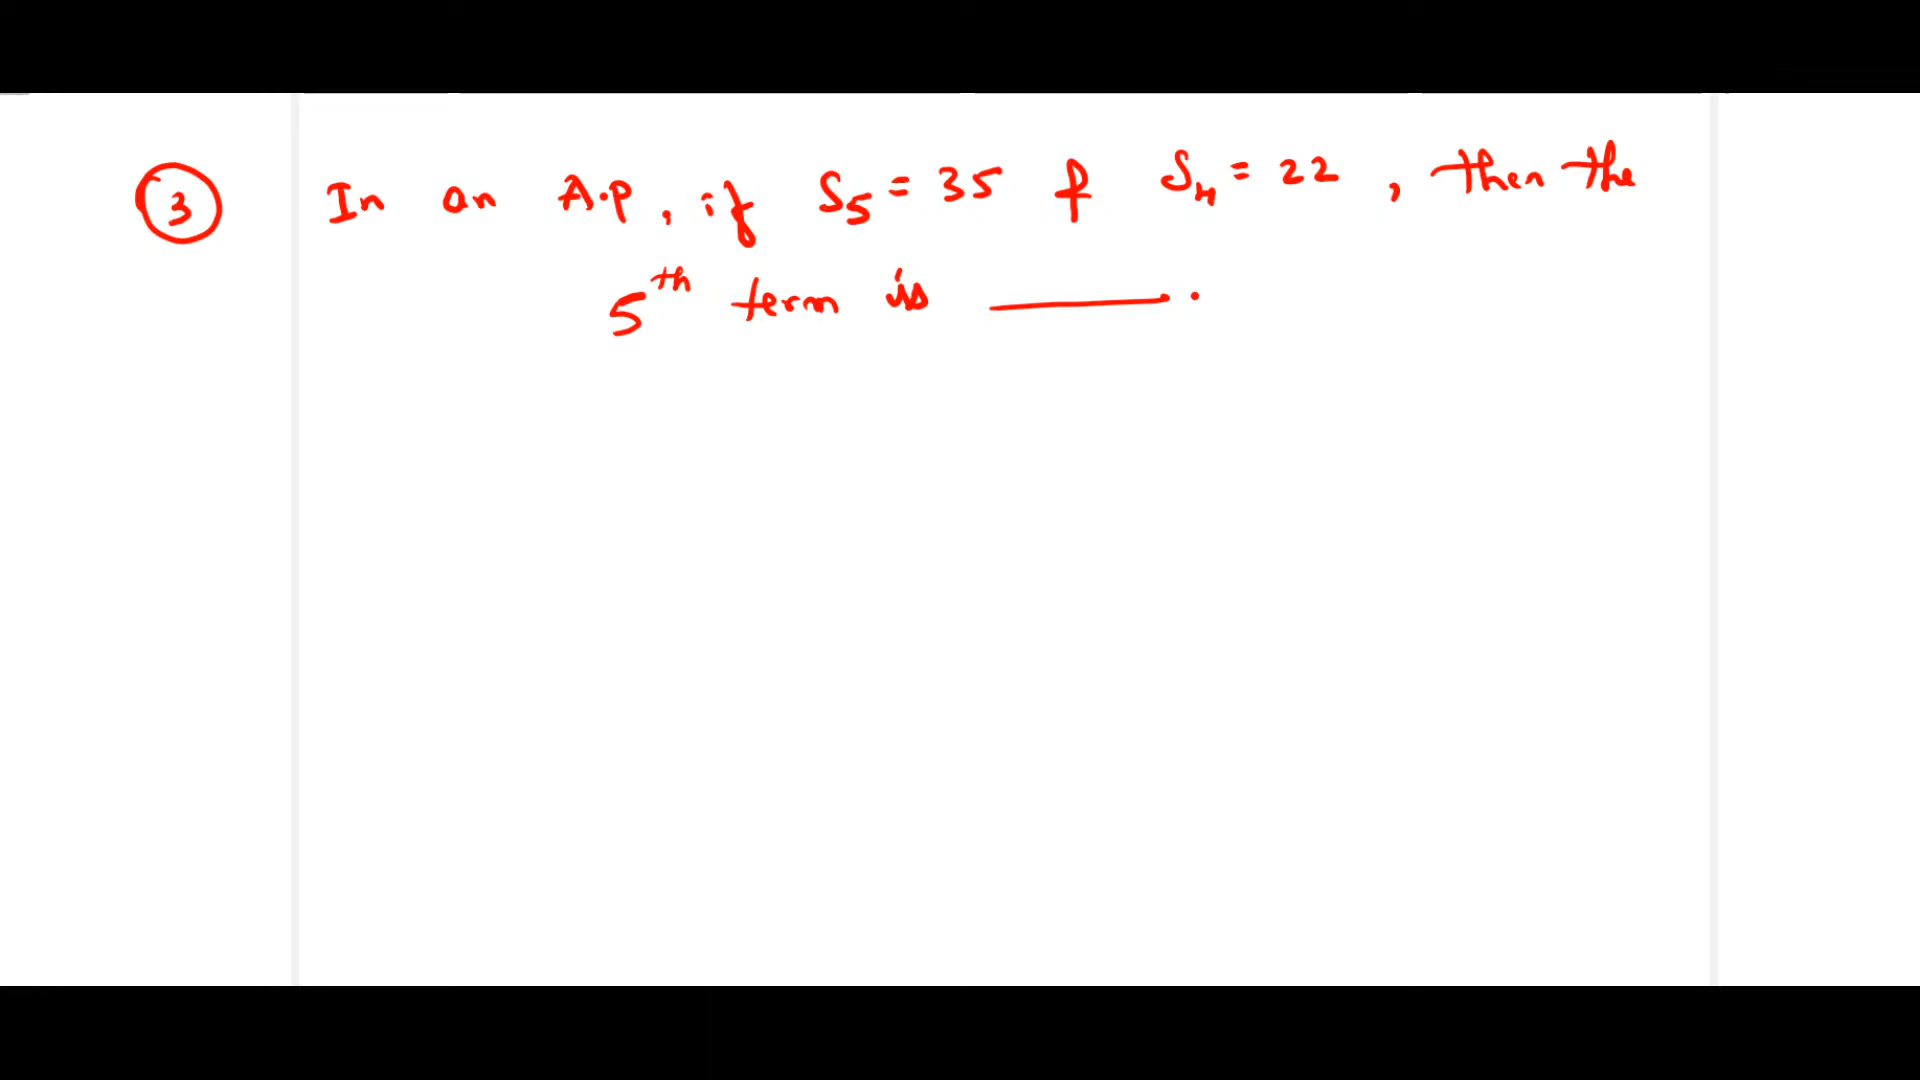 3 In an A.P, if S₅ = 35 & S₄ = 22, then the
5ᵗʰ term is ______.